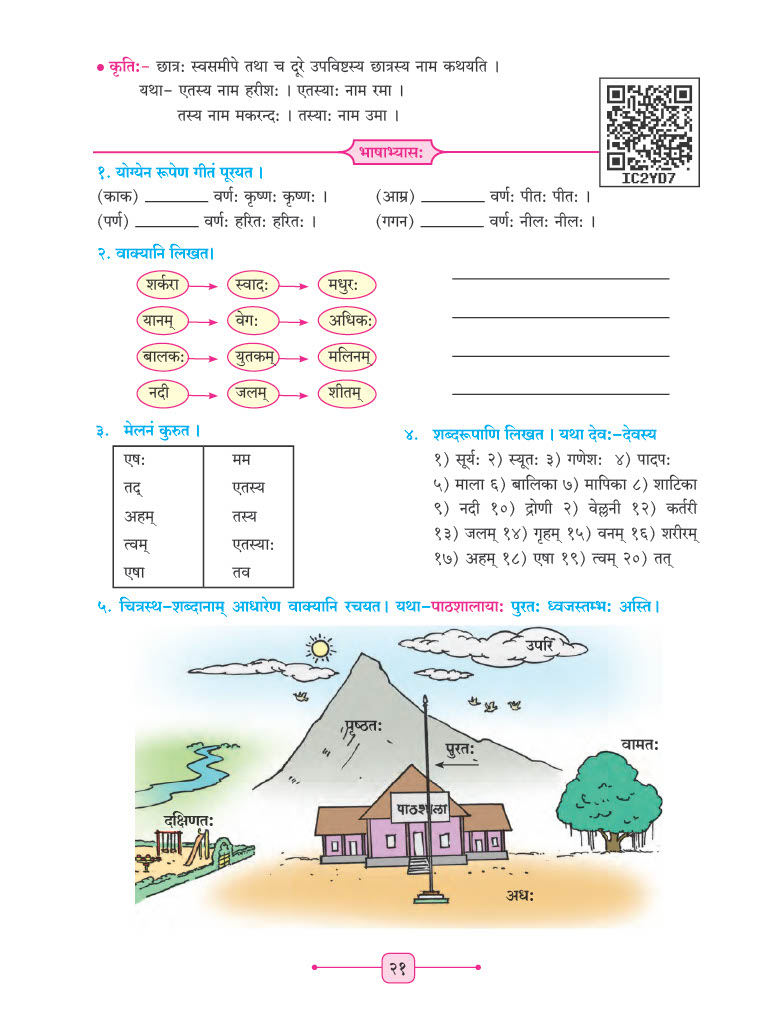 • कृतिः- छात्रः स्वसमीपे तथा च दूरे उपविष्टस्य छात्रस्य नाम कथयति ।
यथा- एतस्य नाम हरीशः । एतस्याः नाम रमा ।
तस्य नाम मकरन्दः । तस्याः नाम उमा ।
IC2YD7
भाषाभ्यासः
१. योग्येन रूपेण गीतं पूरयत ।
(काक) ________ वर्णः कृष्णः कृष्णः । (आम्र) ________ वर्णः पीतः पीतः ।
(पर्ण) ________ वर्णः हरितः हरितः । (गगन) ________ वर्णः नीलः नीलः ।
२. वाक्यानि लिखत।
शर्करा स्वादः मधुरः
यानम् वेगः अधिकः
बालकः युतकम् मलिनम्
नदी जलम् शीतम्
३. मेलनं कुरुत ।
एषः मम
तद् एतस्य
अहम् तस्य
त्वम् एतस्याः
एषा तव
४. शब्दरूपाणि लिखत । यथा देवः-देवस्य
१) सूर्यः २) स्यूतः ३) गणेशः ४) पादपः
५) माला ६) बालिका ७) मापिका ८) शाटिका
९) नदी १०) द्रोणी २) वेल्लनी १२) कर्तरी
१३) जलम् १४) गृहम् १५) वनम् १६) शरीरम्
१७) अहम् १८) एषा १९) त्वम् २०) तत्
५. चित्रस्थ-शब्दानाम् आधारेण वाक्यानि रचयत। यथा-पाठशालायाः पुरतः ध्वजस्तम्भः अस्ति।
उपरि
पृष्ठतः
पुरतः
वामतः
पाठशाला
दक्षिणतः
अधः
२१